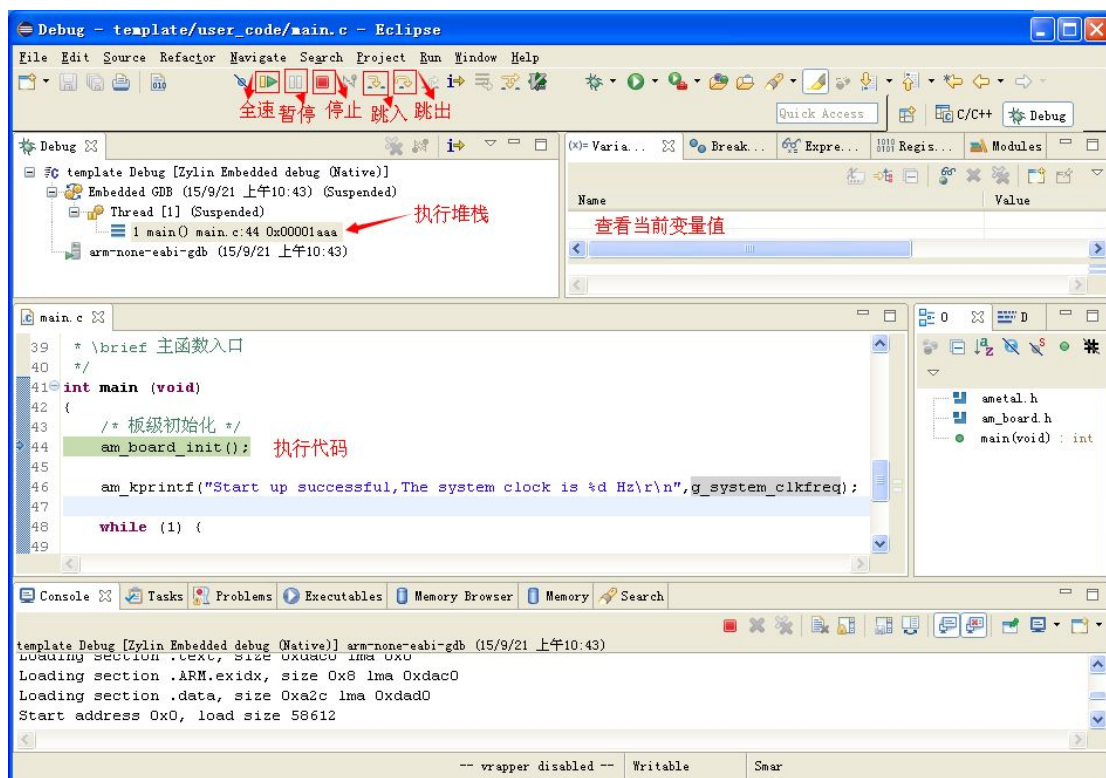 Debug - template/user_code/main.c - Eclipse
File Edit Source Refactor Navigate Search Project Run Window Help
全速 暂停 停止 跳入 跳出
Quick Access C/C++ Debug
Debug
template Debug [Zylin Embedded debug (Native)]
Embedded GDB (15/9/21 上午10:43) (Suspended)
Thread [1] (Suspended)
1 main() main.c:44 0x00001aaa
arm-none-eabi-gdb (15/9/21 上午10:43)
执行堆栈
(x)= Varia... Break... Expre... Regis... Modules
Name Value
查看当前变量值
main.c
39 * \brief 主函数入口
40 */
41 int main (void)
42 {
43 /* 板级初始化 */
44 am_board_init(); 执行代码
45
46 am_kprintf("Start up successful,The system clock is %d Hz\r\n",g_system_clkfreq);
47
48 while (1) {
49
O D
ametal.h
am_board.h
main(void) : int
Console Tasks Problems Executables Memory Browser Memory Search
template Debug [Zylin Embedded debug (Native)] arm-none-eabi-gdb (15/9/21 上午10:43)
Loading section .text, size 0xdac0 lma 0x0
Loading section .ARM.exidx, size 0x8 lma 0xdac0
Loading section .data, size 0xa2c lma 0xdad0
Start address 0x0, load size 58612
-- wrapper disabled -- Writable Smar